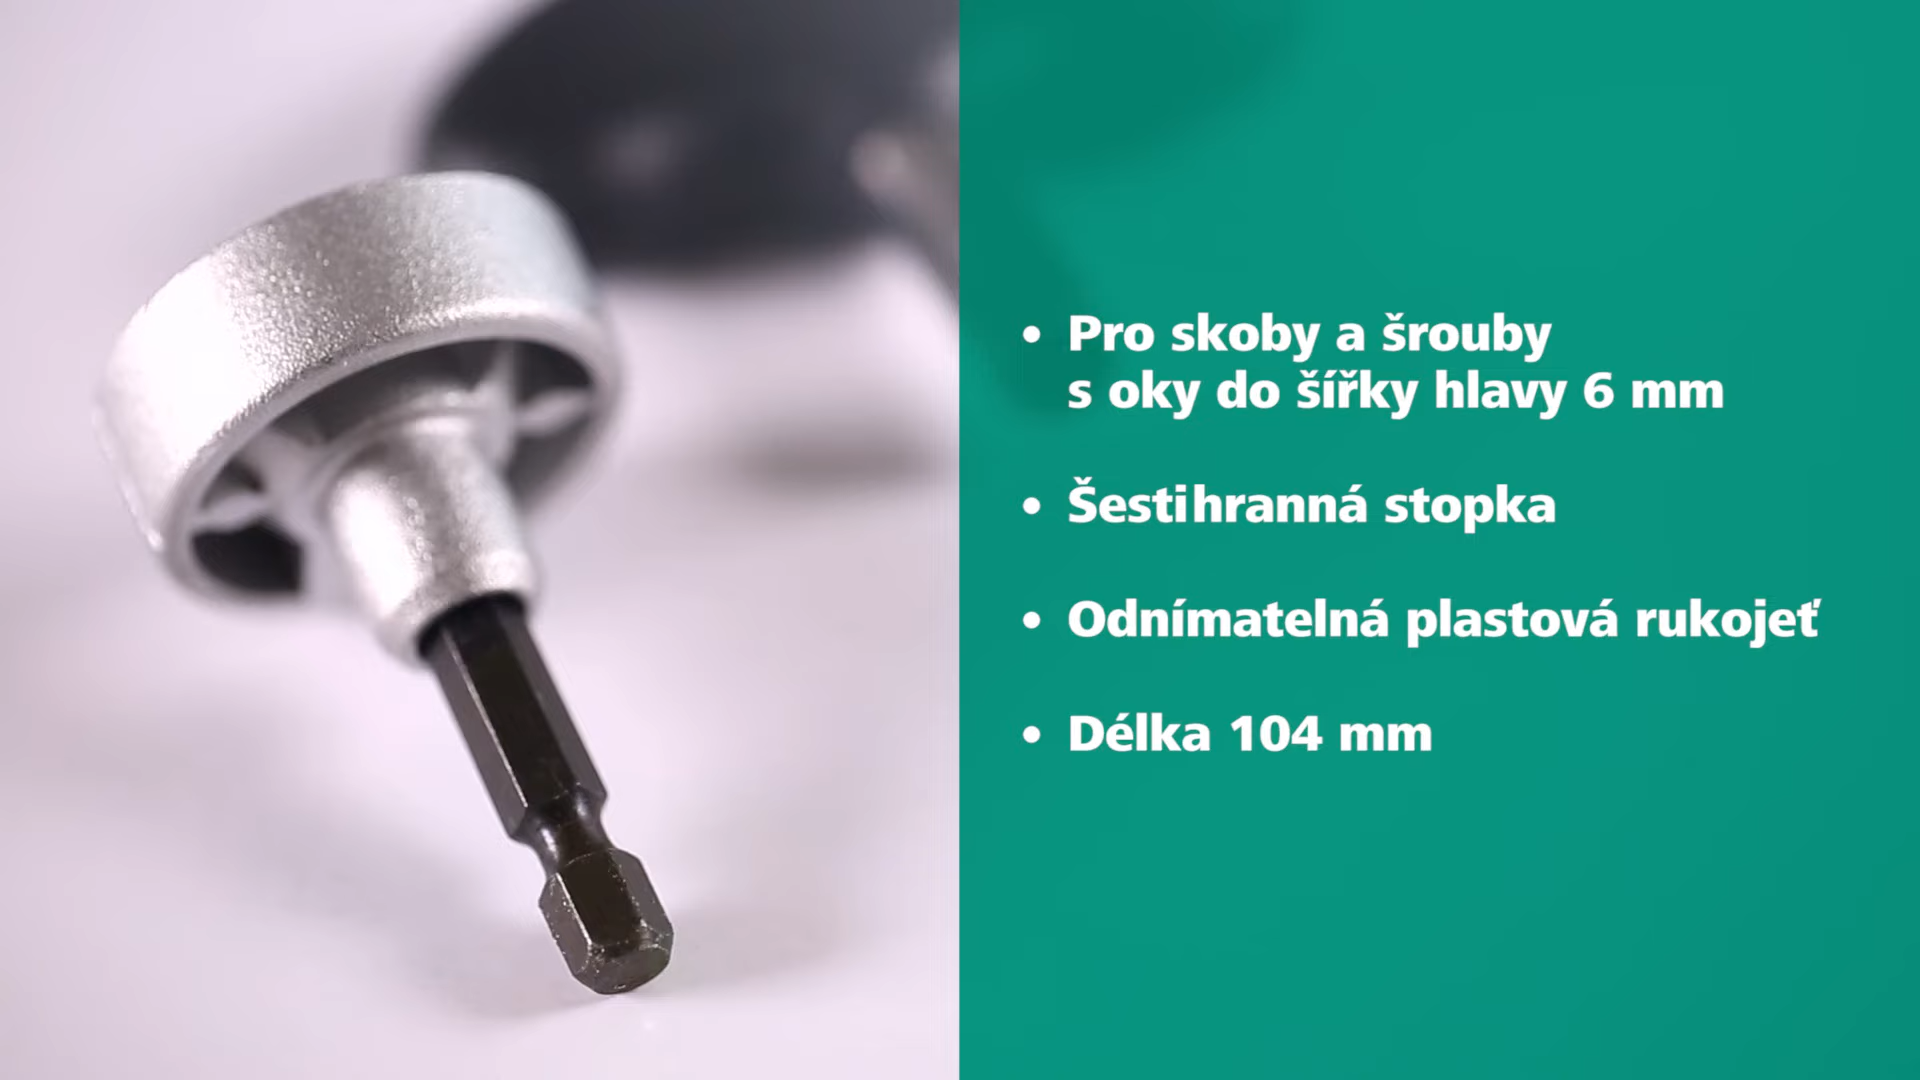 • Pro skoby a šrouby
s oky do šířky hlavy 6 mm
• Šestihranná stopka
• Odnímatelná plastová rukojeť
• Délka 104 mm